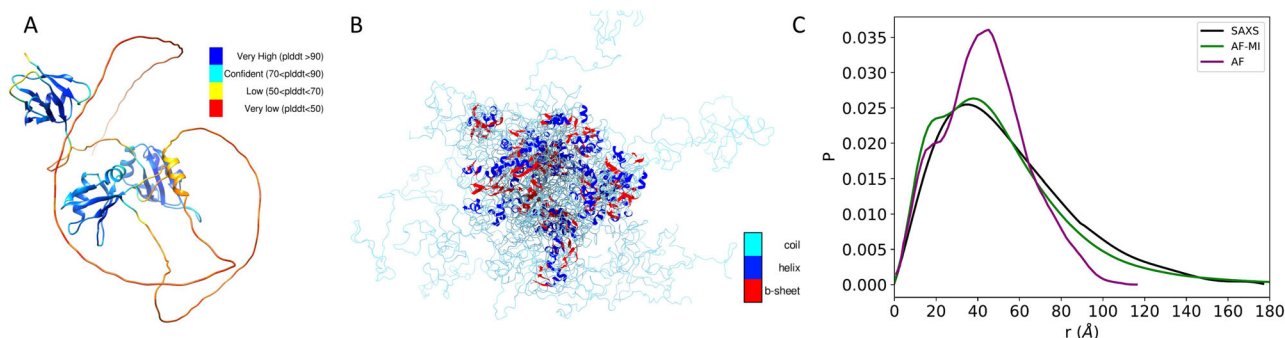 A
Very High (plddt >90)
Confident (70<plddt<90)
Low (50<plddt<70)
Very low (plddt<50)
B
coil
helix
b-sheet
C
SAXS
AF-MI
AF
P
0.035
0.030
0.025
0.020
0.015
0.010
0.005
0.000
0 20 40 60 80 100 120 140 160 180
r (Å)